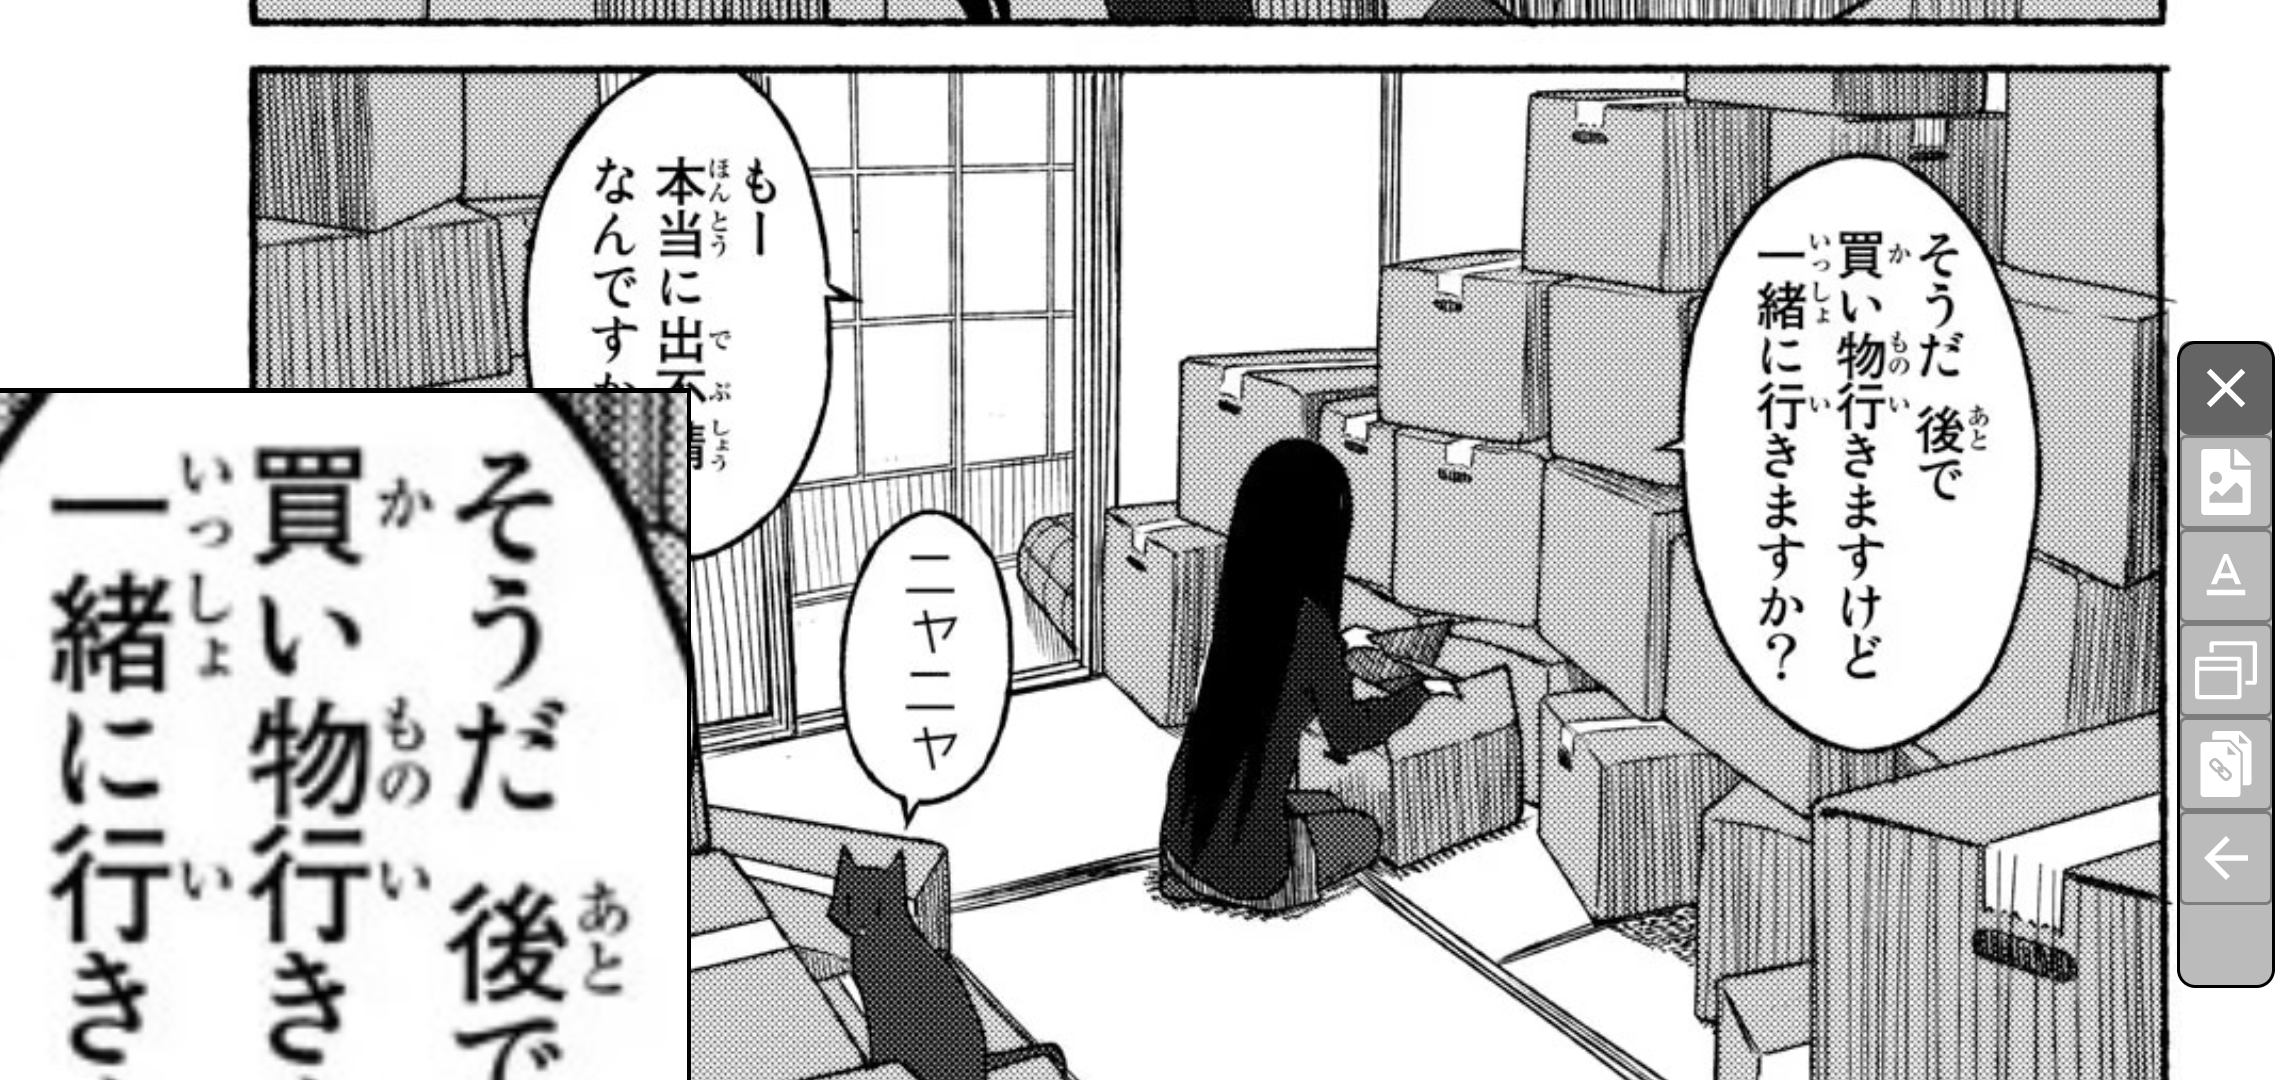 そうだ 後で
買い物行きますけど
一緒に行きますか?
もー
本当に出不精
なんですか
ニャニャ
そうだ 後で
買い物行き
一緒に行き
A